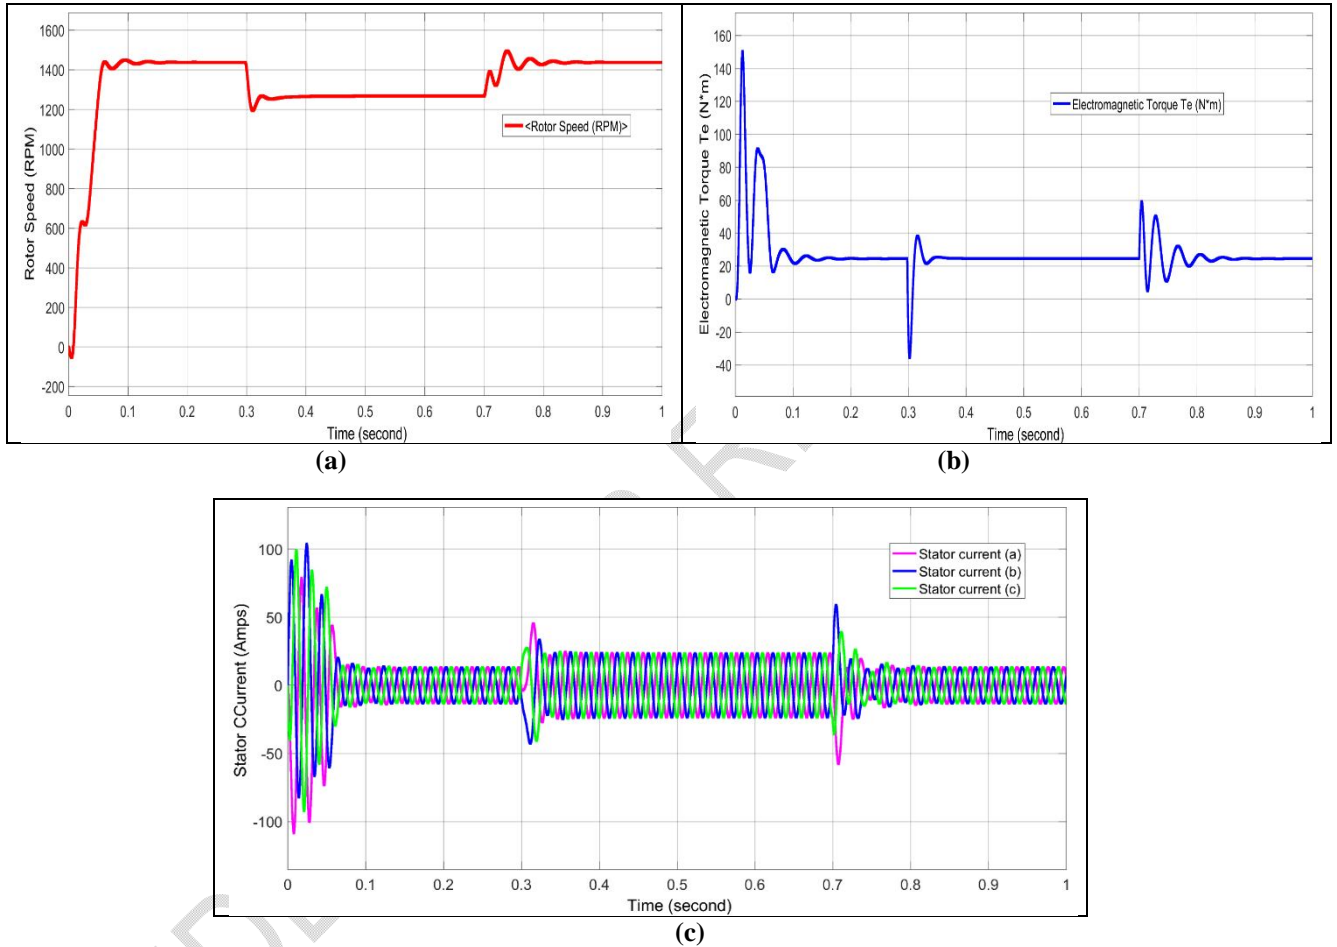 1600
1400
1200
1000
800
600
400
200
0
-200
Rotor Speed (RPM)
<Rotor Speed (RPM)>
0 0.1 0.2 0.3 0.4 0.5 0.6 0.7 0.8 0.9 1
Time (second)
(a)
160
140
120
100
80
60
40
20
0
-20
-40
Electromagnetic Torque Te (N*m)
Electromagnetic Torque Te (N*m)
0 0.1 0.2 0.3 0.4 0.5 0.6 0.7 0.8 0.9 1
Time (second)
(b)
100
50
0
-50
-100
Stator CCurrent (Amps)
Stator current (a)
Stator current (b)
Stator current (c)
0 0.1 0.2 0.3 0.4 0.5 0.6 0.7 0.8 0.9 1
Time (second)
(c)